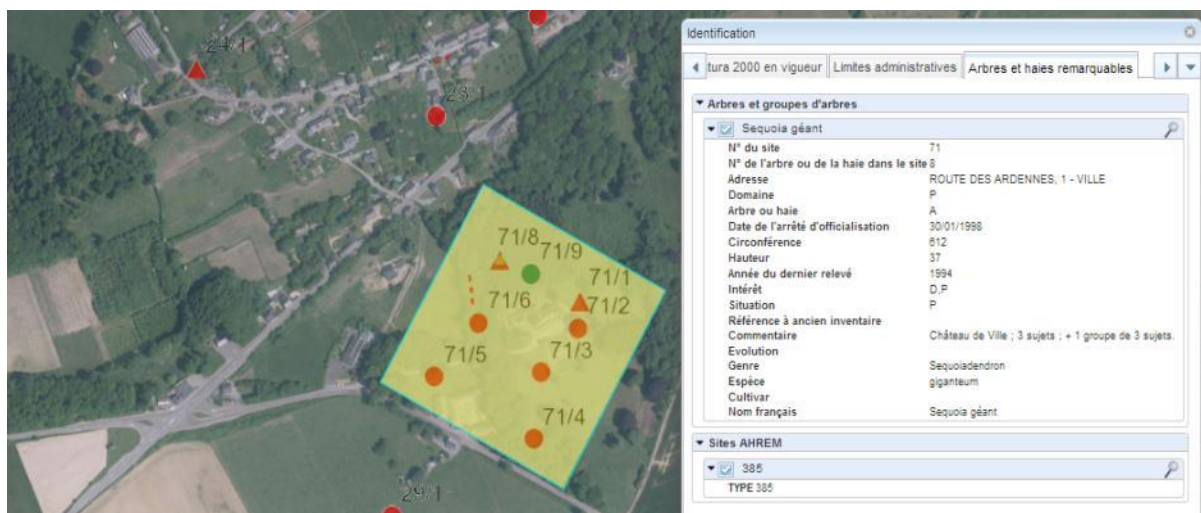 24/1
23/1
71/8
71/9
71/1
71/6
71/2
71/5
71/3
71/4
29/1
Identification
tura 2000 en vigueur Limites administratives Arbres et haies remarquables
Arbres et groupes d'arbres
Sequoia géant
N° du site 71
N° de l'arbre ou de la haie dans le site 8
Adresse ROUTE DES ARDENNES, 1 - VILLE
Domaine P
Arbre ou haie A
Date de l'arrêté d'officialisation 30/01/1998
Circonférence 612
Hauteur 37
Année du dernier relevé 1994
Intérêt D,P
Situation P
Référence à ancien inventaire
Commentaire Château de Ville ; 3 sujets ; + 1 groupe de 3 sujets.
Evolution
Genre Sequoiadendron
Espèce giganteum
Cultivar
Nom français Sequoia géant
Sites AHREM
385
TYPE 385